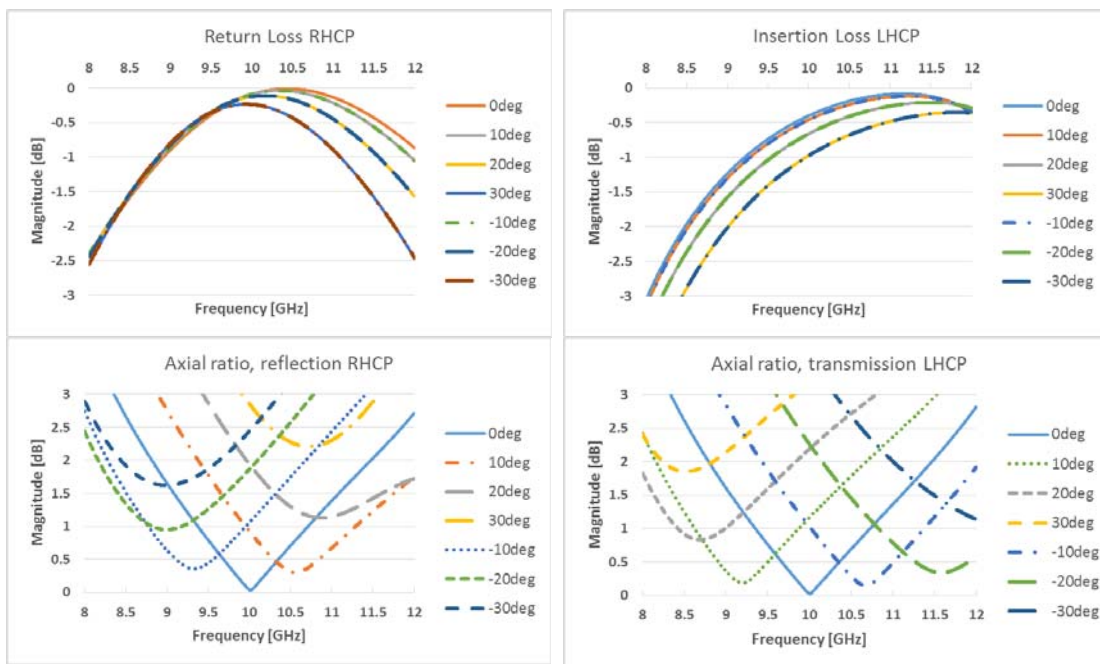 Return Loss RHCP
8 8.5 9 9.5 10 10.5 11 11.5 12
0
-0.5
-1
-1.5
-2
-2.5
-3
Magnitude [dB]
Frequency [GHz]
0deg
10deg
20deg
30deg
-10deg
-20deg
-30deg
Insertion Loss LHCP
8 8.5 9 9.5 10 10.5 11 11.5 12
0
-0.5
-1
-1.5
-2
-2.5
-3
Magnitude [dB]
Frequency [GHz]
0deg
10deg
20deg
30deg
-10deg
-20deg
-30deg
Axial ratio, reflection RHCP
3
2.5
2
1.5
1
0.5
0
Magnitude [dB]
8 8.5 9 9.5 10 10.5 11 11.5 12
Frequency [GHz]
0deg
10deg
20deg
30deg
-10deg
-20deg
-30deg
Axial ratio, transmission LHCP
3
2.5
2
1.5
1
0.5
0
Magnitude [dB]
8 8.5 9 9.5 10 10.5 11 11.5 12
Frequency [GHz]
0deg
10deg
20deg
30deg
-10deg
-20deg
-30deg